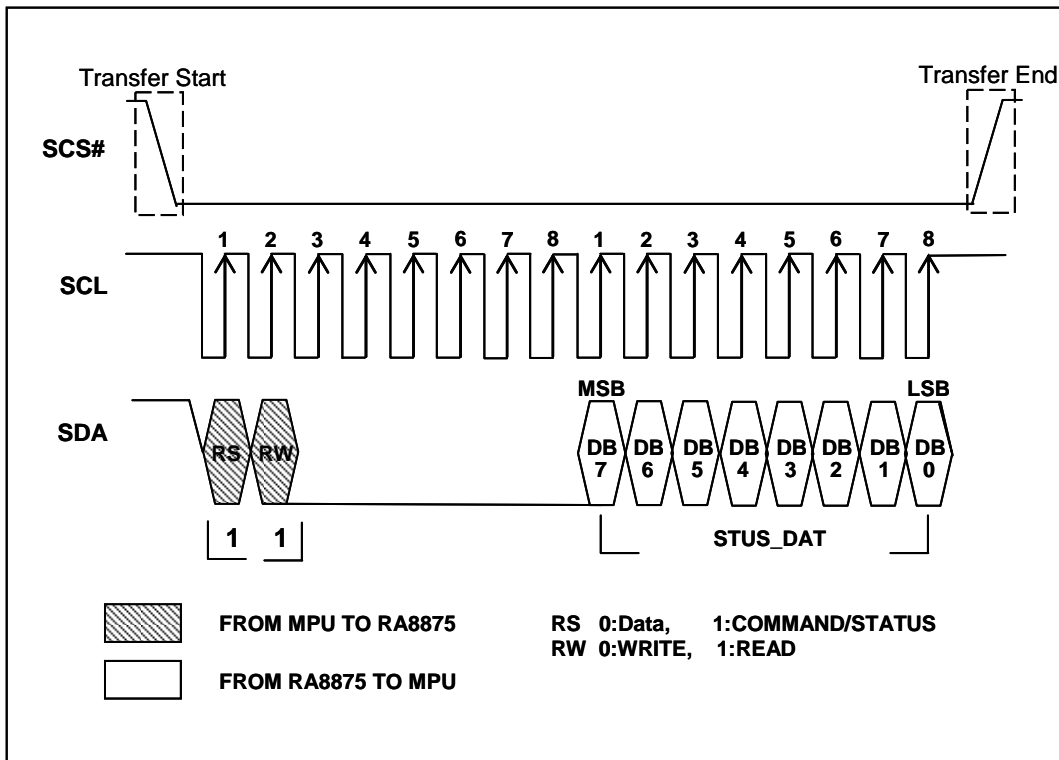 Transfer Start
Transfer End
SCS#
1 2 3 4 5 6 7 8 1 2 3 4 5 6 7 8
SCL
MSB
LSB
SDA
RS RW DB 7 DB 6 DB 5 DB 4 DB 3 DB 2 DB 1 DB 0
1 1
STUS_DAT
FROM MPU TO RA8875
RS 0:Data, 1:COMMAND/STATUS
RW 0:WRITE, 1:READ
FROM RA8875 TO MPU